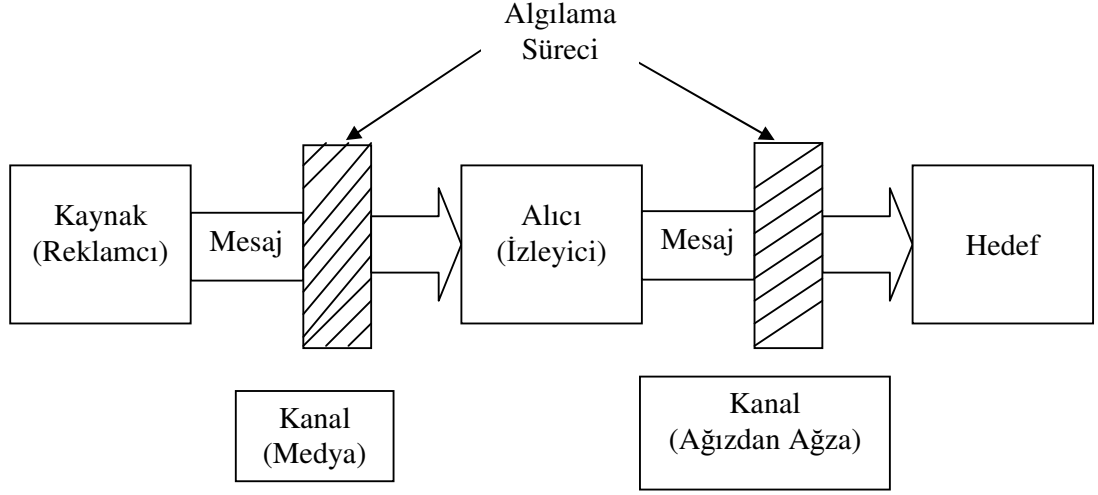 Algılama
Süreci
Kaynak
(Reklamcı)
Mesaj
Alıcı
(İzleyici)
Mesaj
Hedef
Kanal
(Medya)
Kanal
(Ağızdan Ağza)